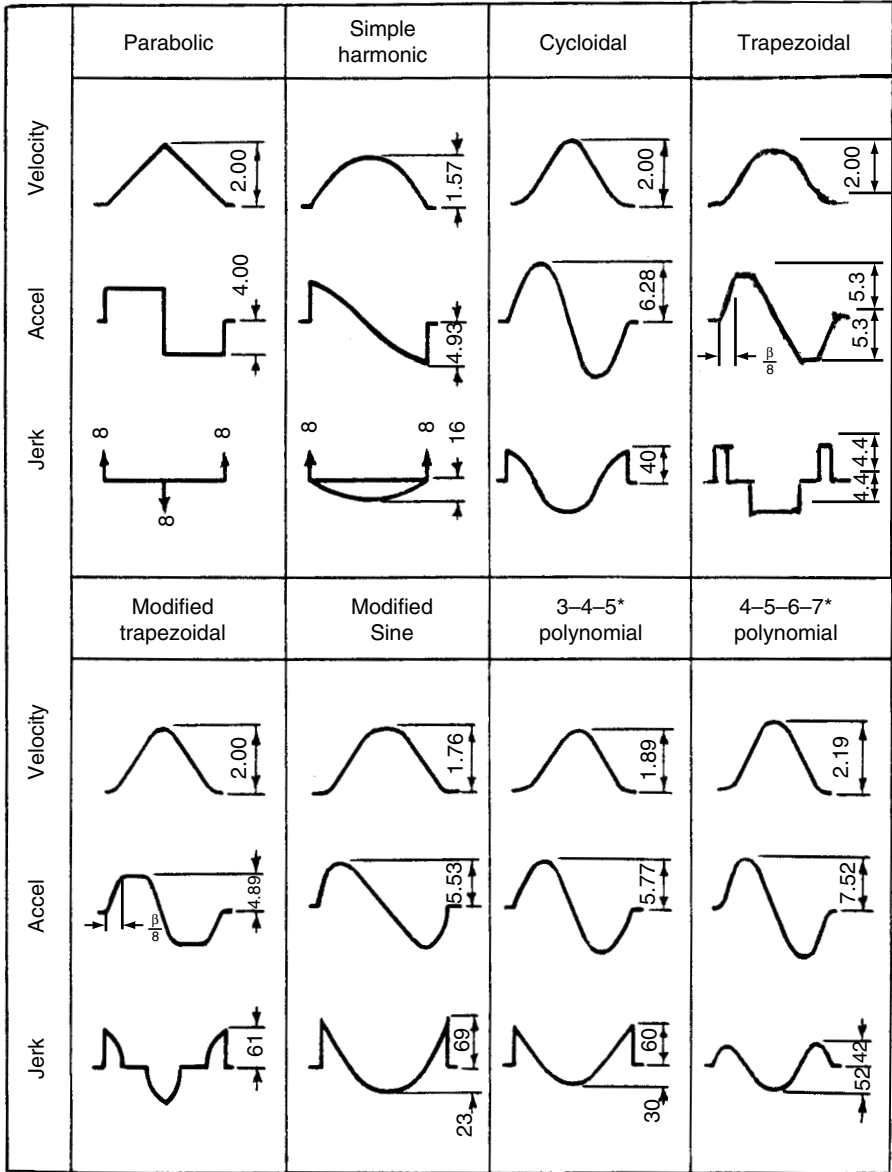 Parabolic
Simple
harmonic
Cycloidal
Trapezoidal
Velocity
2.00
1.57
2.00
2.00
Accel
4.00
4.93
6.28
5.3
5.3
β
8
Jerk
∞
∞
∞
∞
∞
16
40
4.4
4.4
Modified
trapezoidal
Modified
Sine
3–4–5*
polynomial
4–5–6–7*
polynomial
Velocity
2.00
1.76
1.89
2.19
Accel
β
8
4.89
5.53
5.77
7.52
Jerk
61
69
23
60
30
42
52